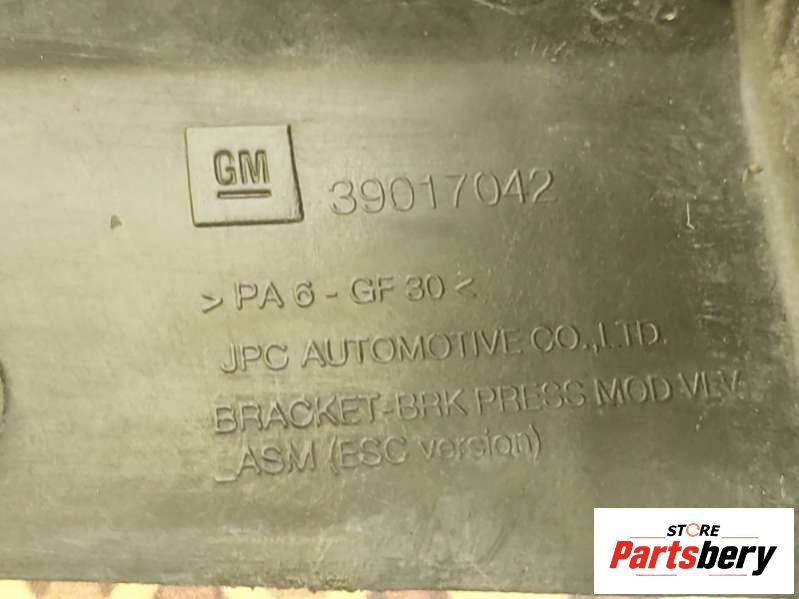 GM
39017042
> PA 6 - GF 30 <
JPC AUTOMOTIVE CO.,LTD.
BRACKET-BRK PRESS MOD VLV
_ASM (ESC version)
STORE
Partsbery